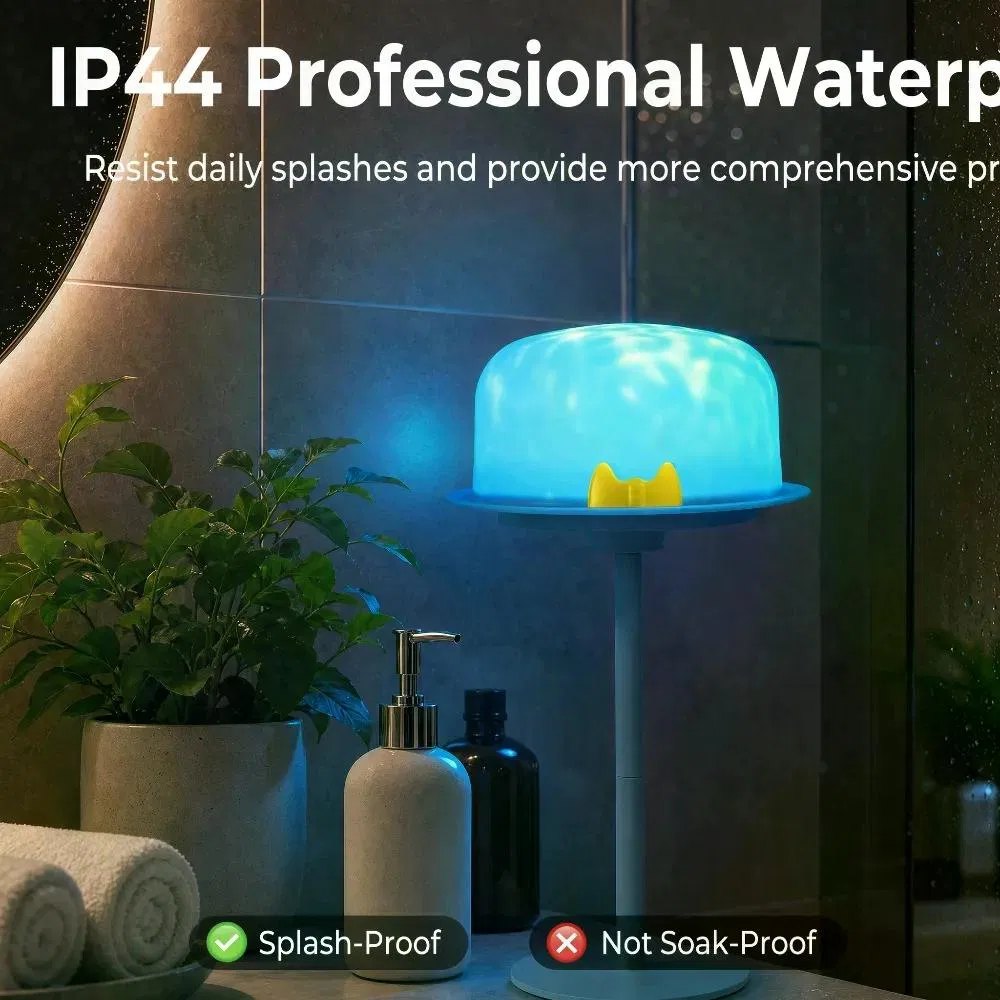 IP44 Professional Waterp
Resist daily splashes and provide more comprehensive pr
Splash-Proof
Not Soak-Proof